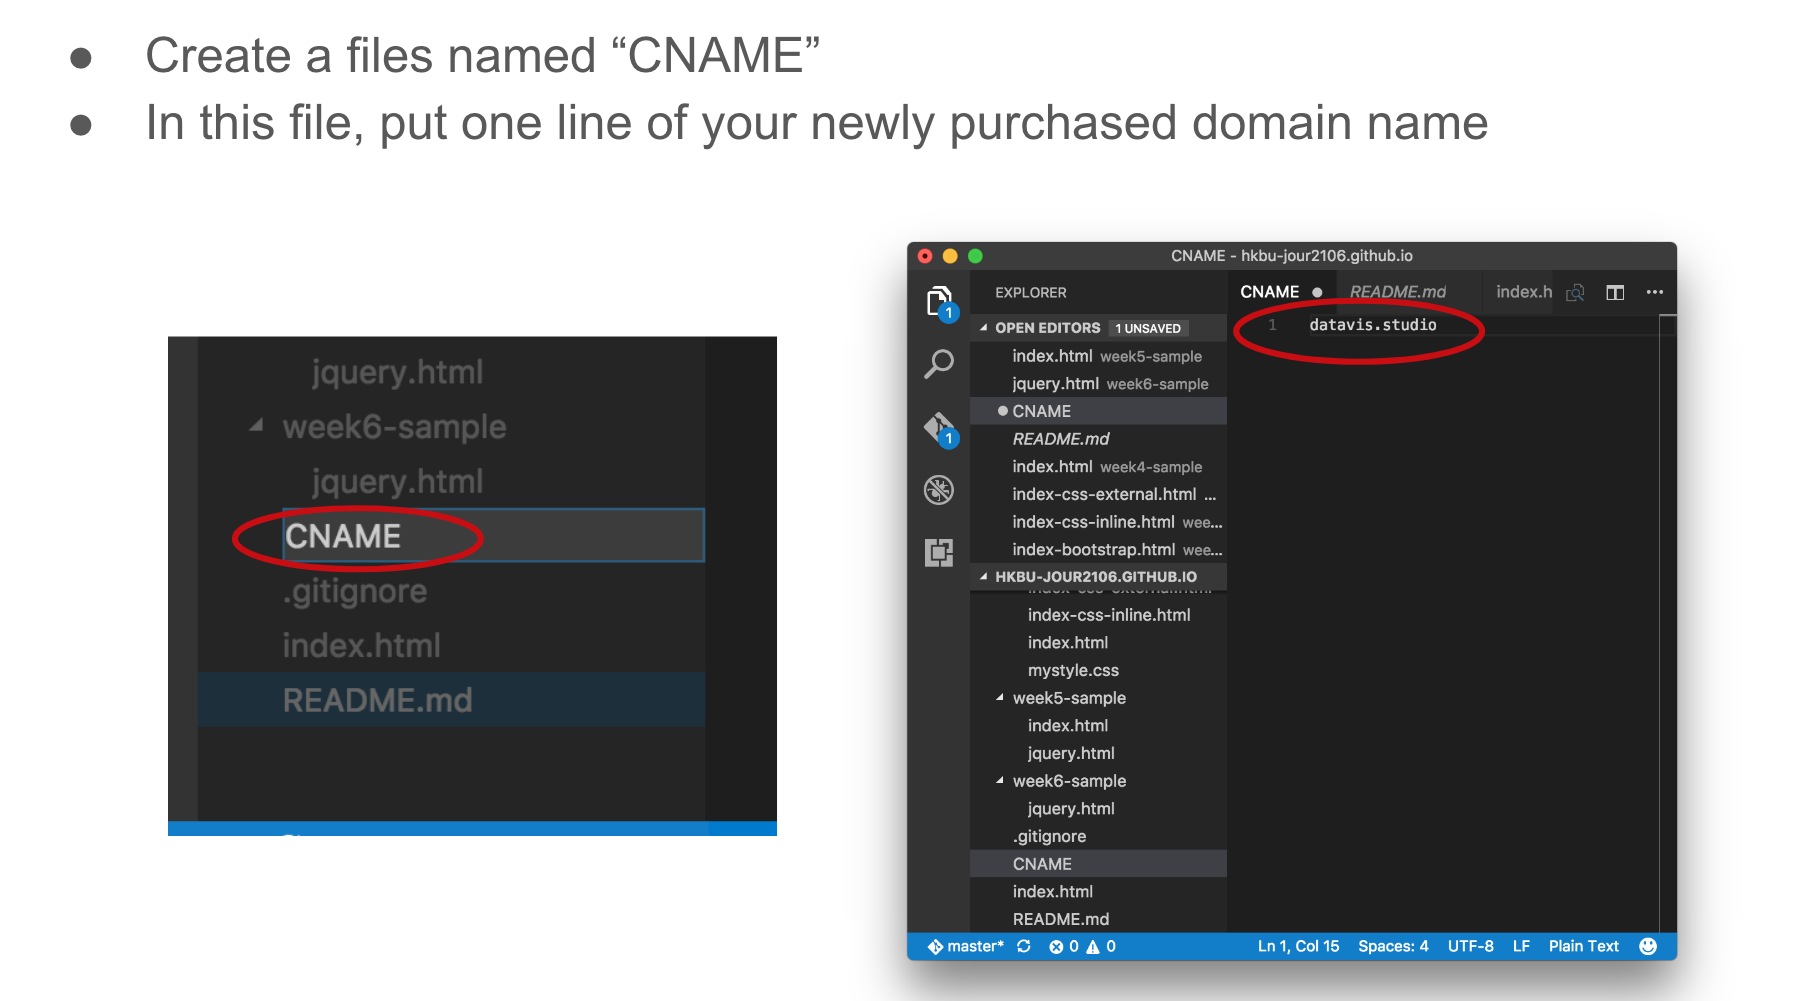 ● Create a files named “CNAME”
● In this file, put one line of your newly purchased domain name
jquery.html
week6-sample
jquery.html
CNAME
.gitignore
index.html
README.md
CNAME - hkbu-jour2106.github.io
EXPLORER
1
OPEN EDITORS 1 UNSAVED
index.html week5-sample
jquery.html week6-sample
CNAME
README.md
1
index.html week4-sample
index-css-external.html ...
index-css-inline.html wee...
index-bootstrap.html wee...
HKBU-JOUR2106.GITHUB.IO
index-css-external.html
index-css-inline.html
index.html
mystyle.css
week5-sample
index.html
jquery.html
week6-sample
jquery.html
.gitignore
CNAME
index.html
README.md
CNAME README.md index.h
1 datavis.studio
master* 0 0 Ln 1, Col 15 Spaces: 4 UTF-8 LF Plain Text